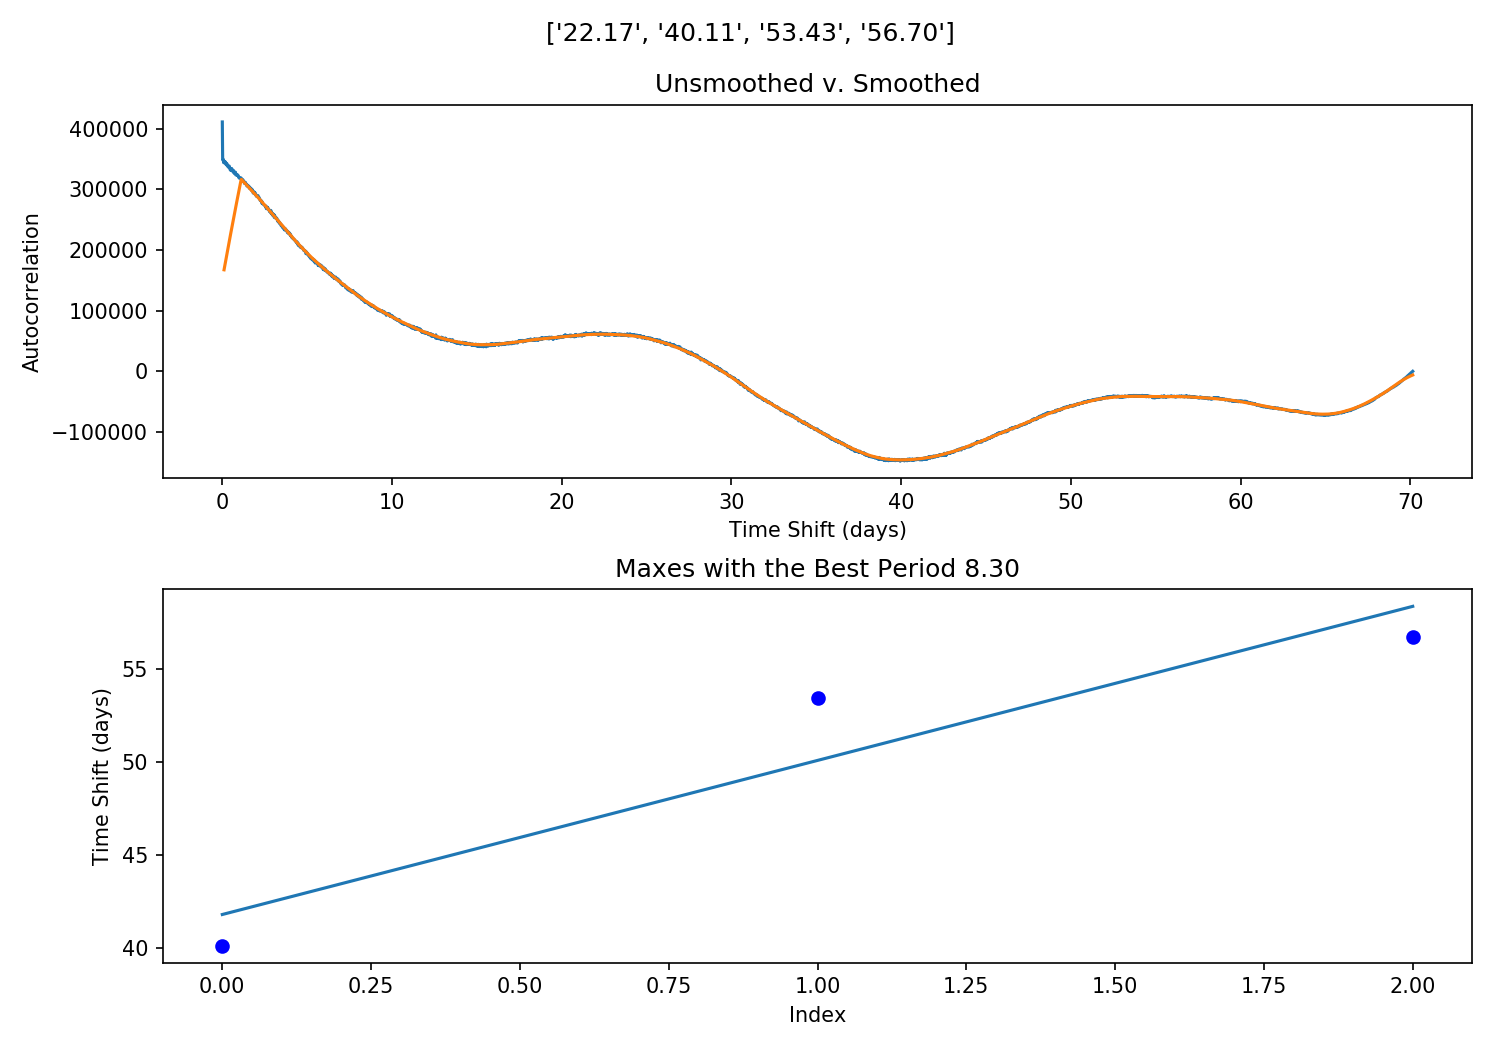 ['22.17', '40.11', '53.43', '56.70']
Unsmoothed v. Smoothed
400000
300000
200000
100000
0
−100000
Autocorrelation
0 10 20 30 40 50 60 70
Time Shift (days)
Maxes with the Best Period 8.30
55
50
45
40
Time Shift (days)
0.00 0.25 0.50 0.75 1.00 1.25 1.50 1.75 2.00
Index